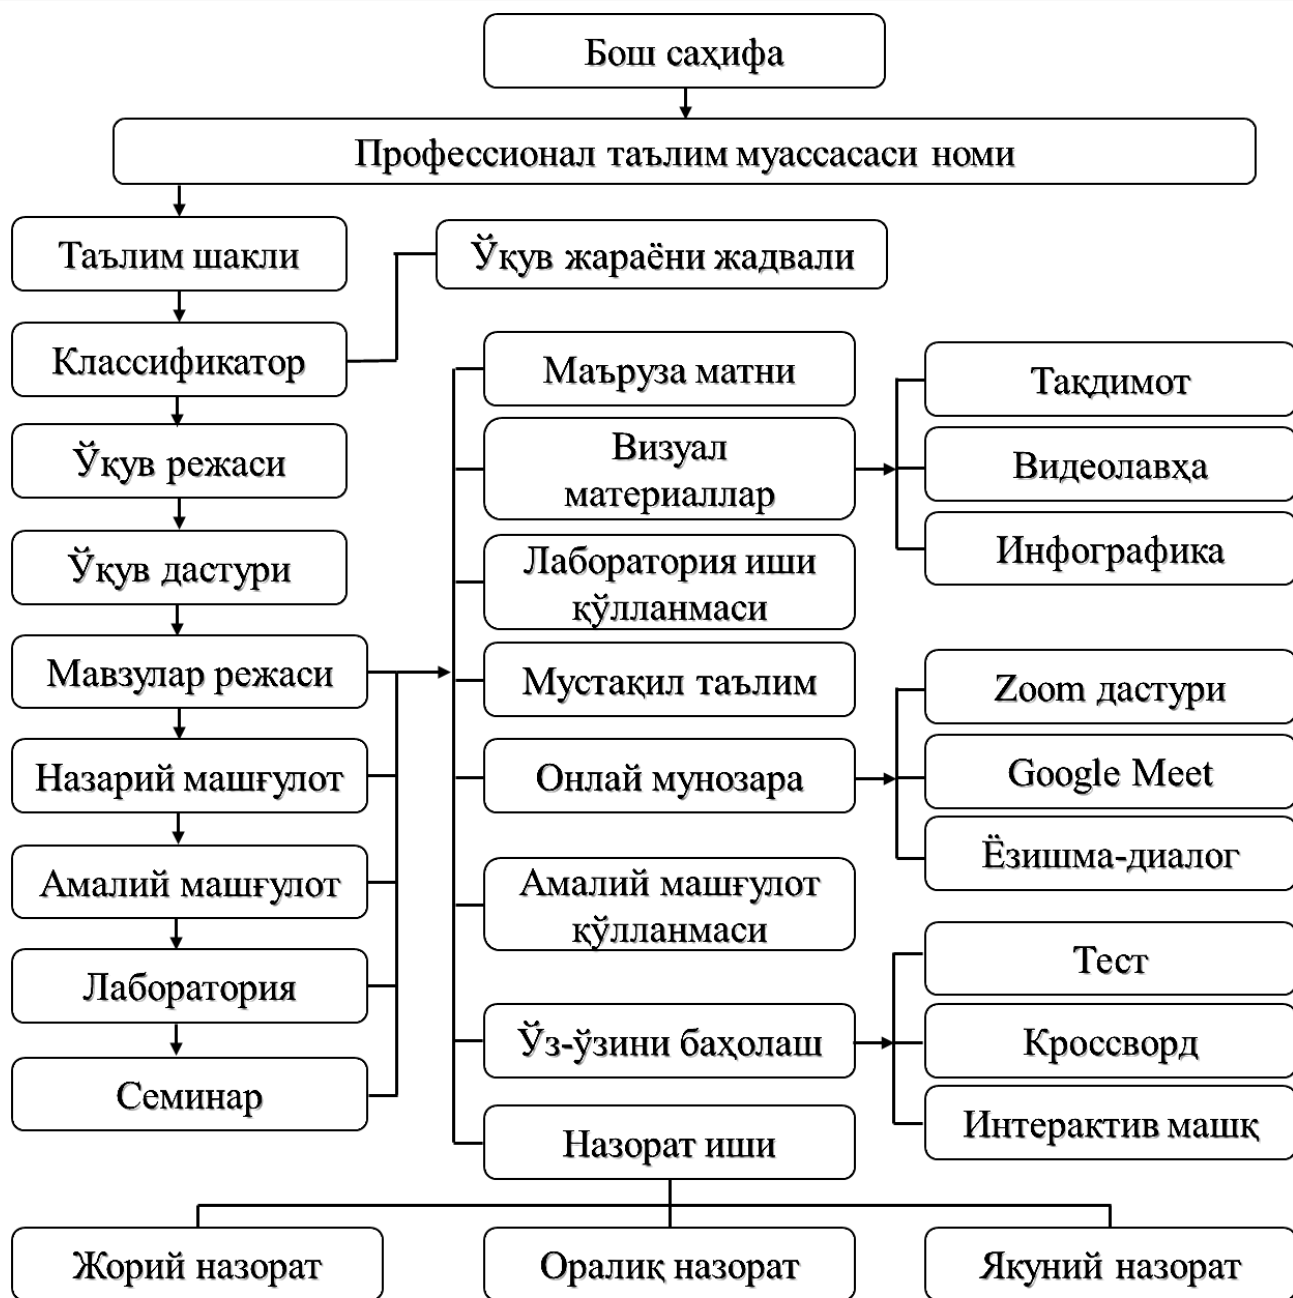 Бош саҳифа
Профессионал таълим муассасаси номи
Таълим шакли
Ўқув жараёни жадвали
Классификатор
Ўқув режаси
Ўқув дастури
Мавзулар режаси
Назарий машғулот
Амалий машғулот
Лаборатория
Семинар
Маъруза матни
Визуал
материаллар
Лаборатория иши
қўлланмаси
Мустақил таълим
Онлай мунозара
Амалий машғулот
қўлланмаси
Ўз-ўзини баҳолаш
Назорат иши
Тақдимот
Видеолавҳа
Инфографика
Zoom дастури
Google Meet
Ёзишма-диалог
Тест
Кроссворд
Интерактив машқ
Жорий назорат
Оралиқ назорат
Якуний назорат